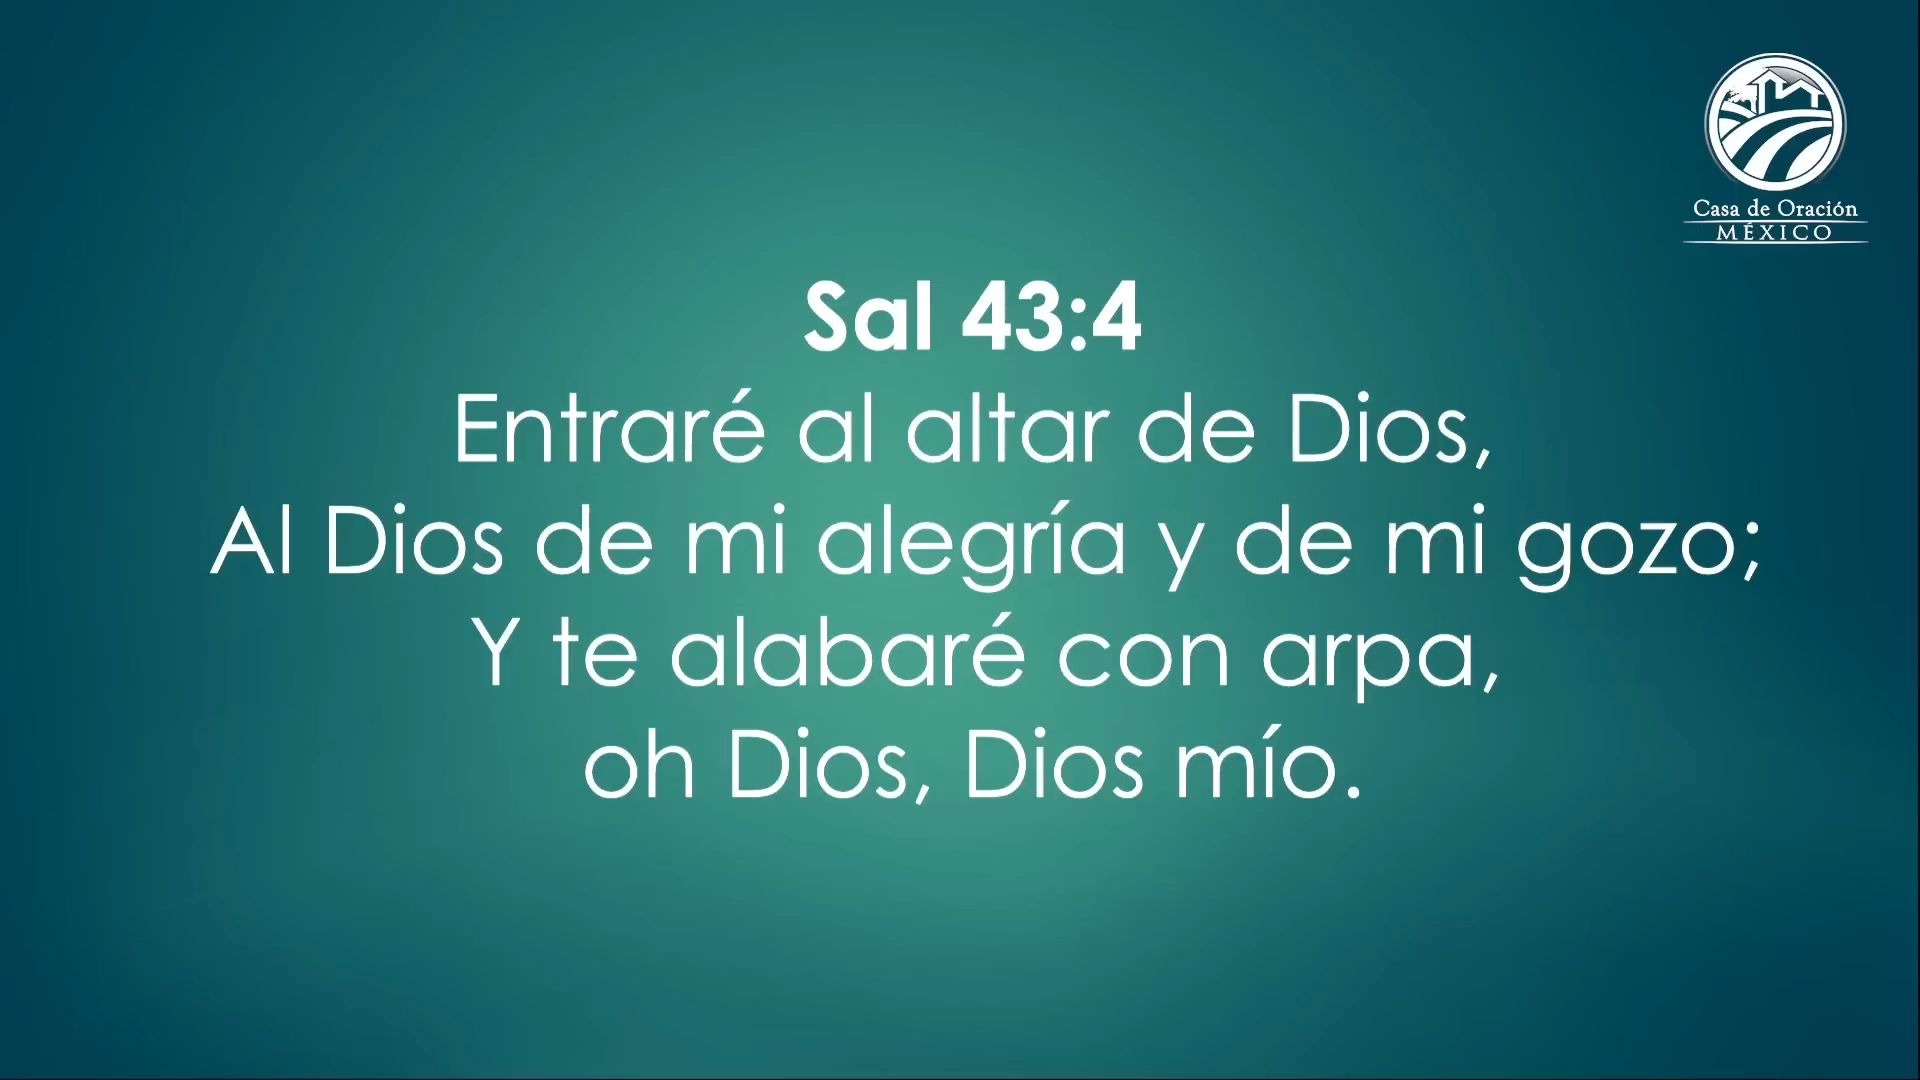 Casa de Oración
MÉXICO
Sal 43:4
Entraré al altar de Dios,
Al Dios de mi alegría y de mi gozo;
Y te alabaré con arpa,
oh Dios, Dios mío.